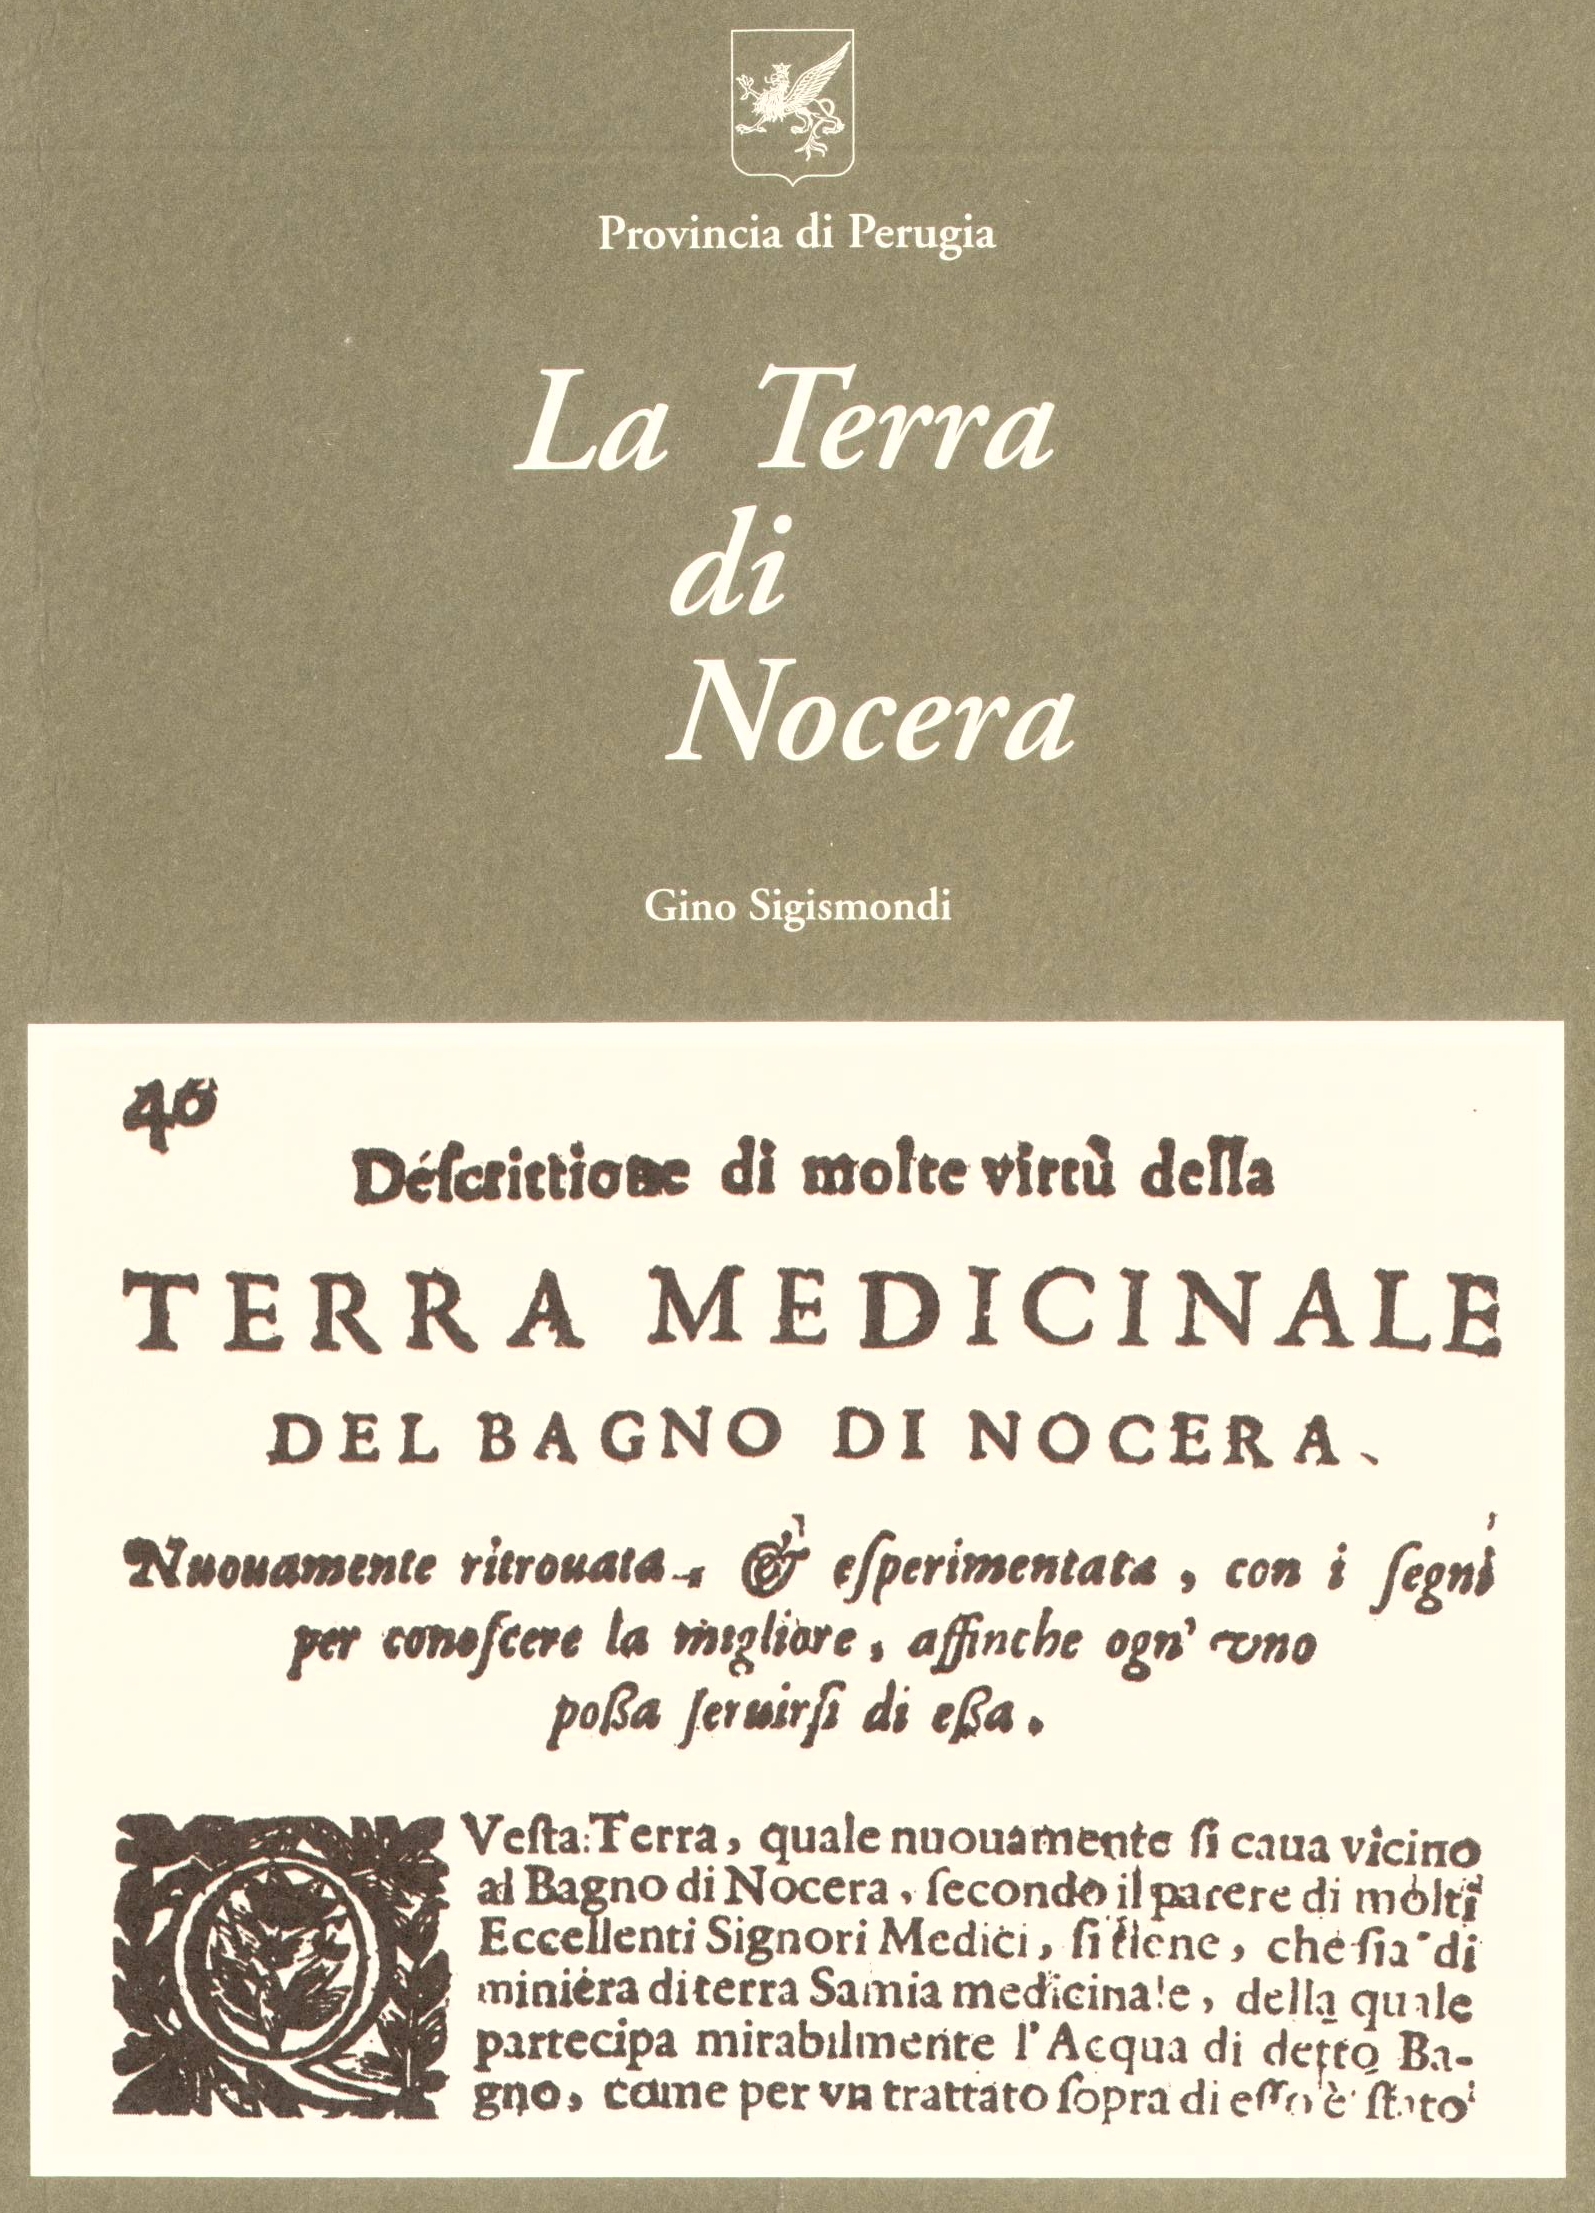 Provincia di Perugia
La Terra
di
Nocera
Gino Sigismondi
40
Deſcrittione di molte virtù della
TERRA MEDICINALE
DEL BAGNO DI NOCERA.
Nuouamente ritrouata, & eſperimentata, con i ſegni
per conoſcere la migliore, affinche ogn' vno
poßa ſeruirſi di eßa.
QVeſta Terra, quale nuouamente ſi caua vicino
al Bagno di Nocera, ſecondo il parere di molti
Eccellenti Signori Medici, ſi tiene, che ſia di
miniera di terra Samia medicinale, della quale
partecipa mirabilmente l'Acqua di detto Ba-
gno, come per vn trattato ſopra di eſſo è ſtato